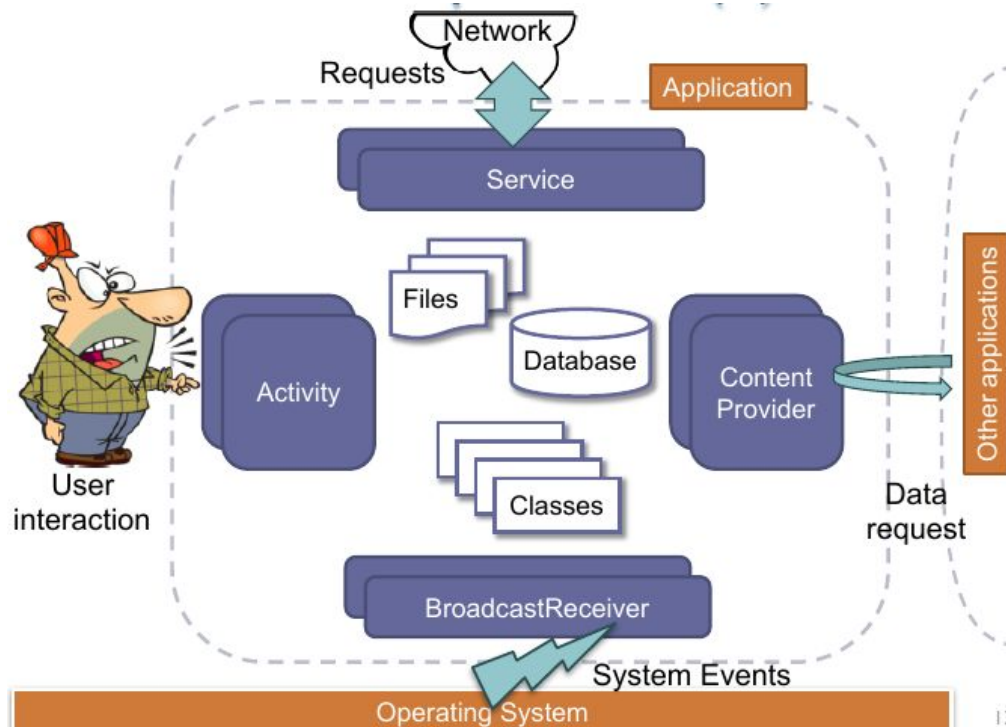 Network
Requests
Application
Service
Files
Database
Activity
Content
Provider
Other applications
Classes
User
interaction
Data
request
BroadcastReceiver
System Events
Operating System